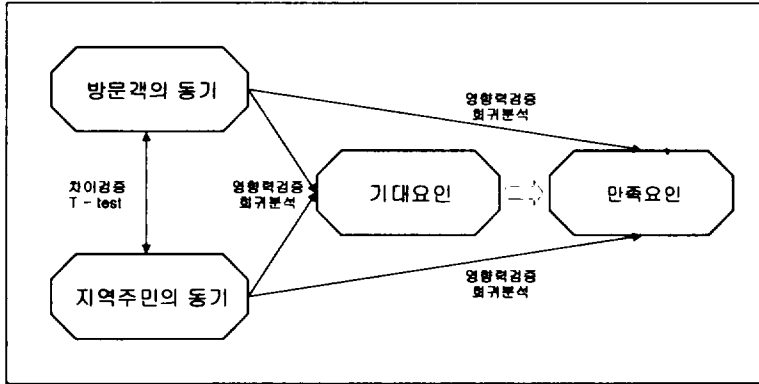 방문객의 동기
영향력검증
회귀분석
차이검증
T - test
영향력검증
회귀분석
기대요인
만족요인
지역주민의 동기
영향력검증
회귀분석